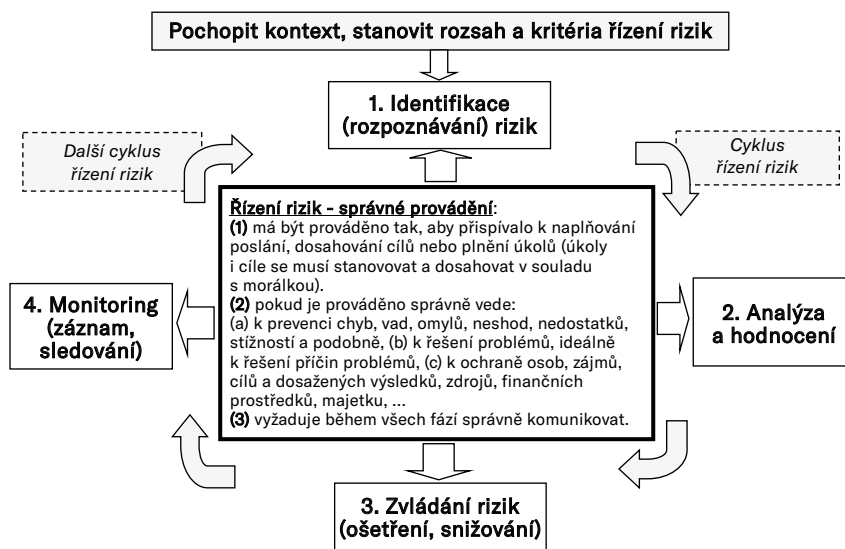 Pochopit kontext, stanovit rozsah a kritéria řízení rizik
1. Identifikace
(rozpoznávání) rizik
Další cyklus
řízení rizik
Cyklus
řízení rizik
Řízení rizik - správné provádění:
(1) má být prováděno tak, aby přispívalo k naplňování
poslání, dosahování cílů nebo plnění úkolů (úkoly
i cíle se musí stanovovat a dosahovat v souladu
s morálkou).
(2) pokud je prováděno správně vede:
(a) k prevenci chyb, vad, omylů, neshod, nedostatků,
stížností a podobně, (b) k řešení problémů, ideálně
k řešení příčin problémů, (c) k ochraně osob, zájmů,
cílů a dosažených výsledků, zdrojů, finančních
prostředků, majetku, ...
(3) vyžaduje během všech fází správně komunikovat.
4. Monitoring
(záznam,
sledování)
2. Analýza
a hodnocení
3. Zvládání rizik
(ošetření, snižování)